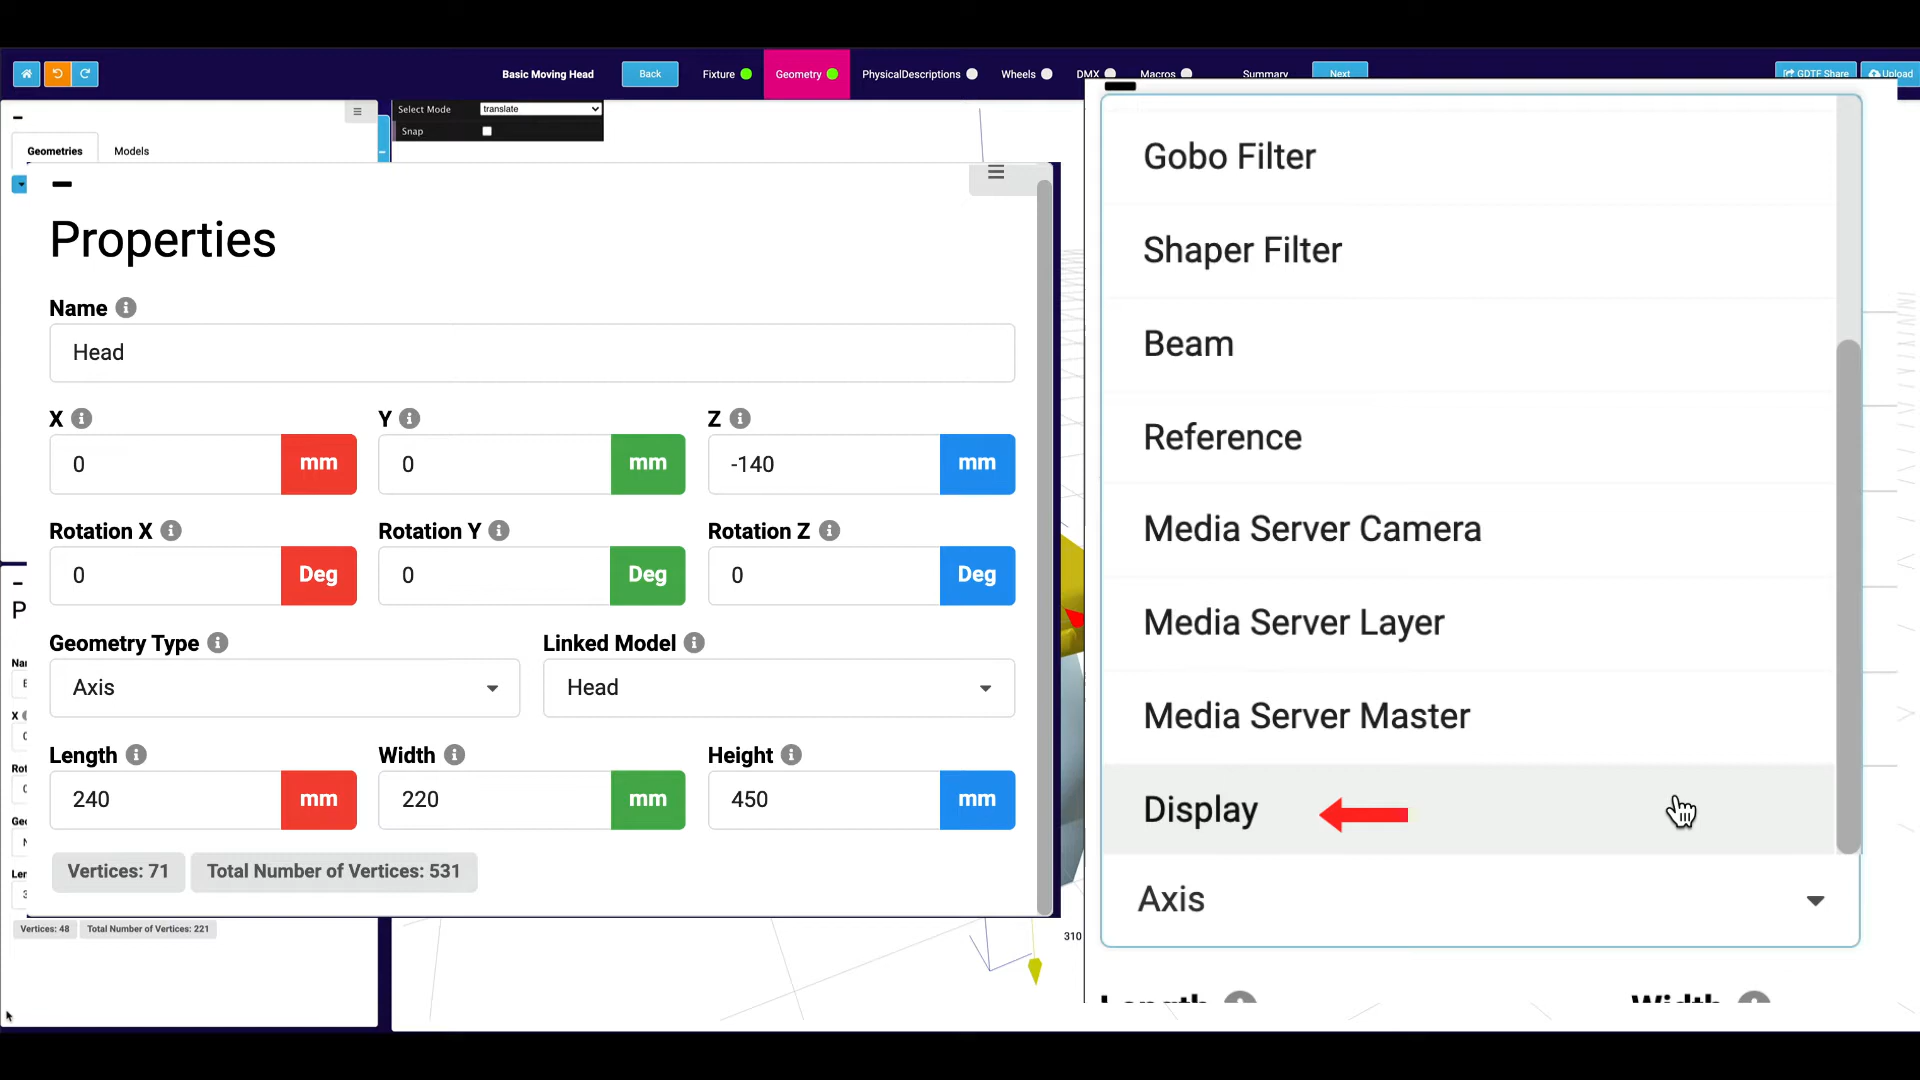 Basic Moving Head
Back
Fixture
Geometry
PhysicalDescriptions
Wheels
DMX
Macros
Summary
Next
GDTF Share
Upload
Select Mode
translate
Snap
Geometries
Models
Properties
Name
Head
X
Y
Z
0
mm
0
mm
-140
mm
Rotation X
Rotation Y
Rotation Z
0
Deg
0
Deg
0
Deg
Geometry Type
Linked Model
Axis
Head
Length
Width
Height
240
mm
220
mm
450
mm
Vertices: 71
Total Number of Vertices: 531
P
X
Vertices: 48
Total Number of Vertices: 221
310
Gobo Filter
Shaper Filter
Beam
Reference
Media Server Camera
Media Server Layer
Media Server Master
Display
Axis
Length
Width